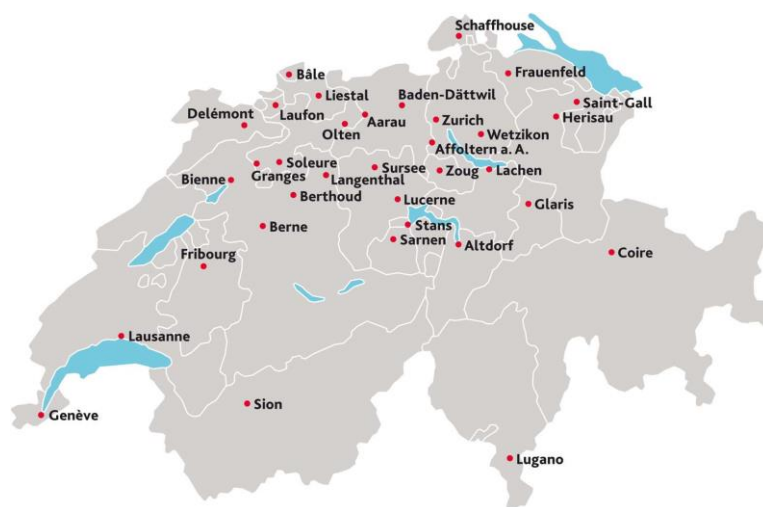 Schaffhouse
Bâle
Frauenfeld
Liestal
Baden-Dättwil
Saint-Gall
Delémont
Laufon
Aarau
Zurich
Herisau
Olten
Wetzikon
Affoltern a. A.
Soleure
Sursee
Granges
Langenthal
Zoug
Lachen
Bienne
Berthoud
Lucerne
Glaris
Berne
Stans
Sarnen
Altdorf
Fribourg
Coire
Lausanne
Sion
Genève
Lugano